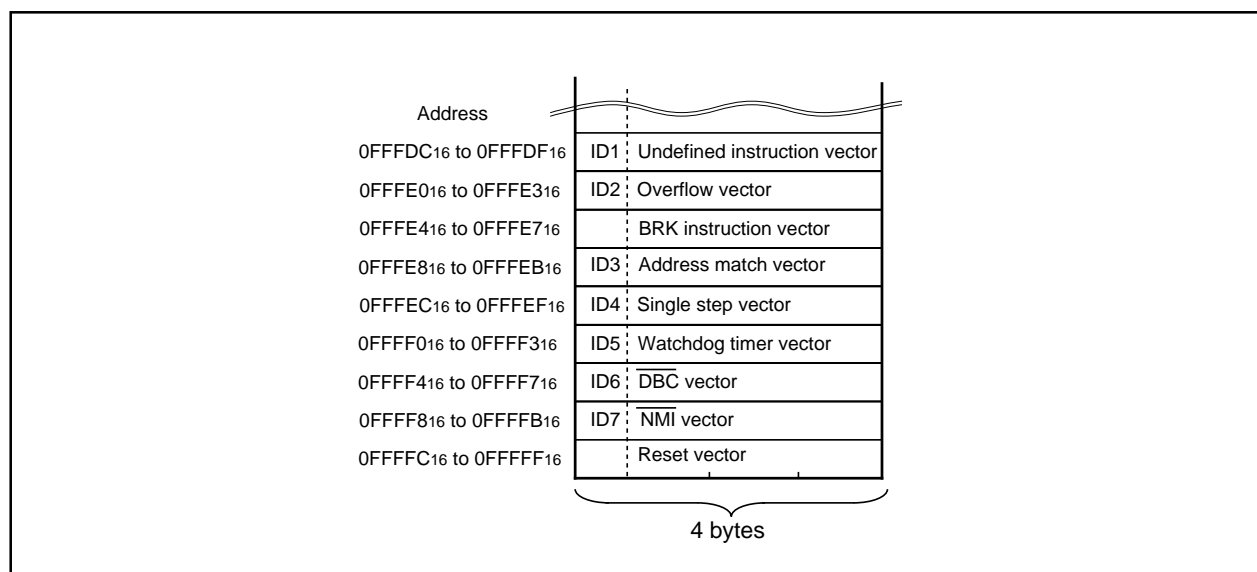 Address
0FFFDC16 to 0FFFDF16 ID1 Undefined instruction vector
0FFFE016 to 0FFFE316 ID2 Overflow vector
0FFFE416 to 0FFFE716 BRK instruction vector
0FFFE816 to 0FFFEB16 ID3 Address match vector
0FFFEC16 to 0FFFEF16 ID4 Single step vector
0FFFF016 to 0FFFF316 ID5 Watchdog timer vector
0FFFF416 to 0FFFF716 ID6 DBC vector
0FFFF816 to 0FFFFB16 ID7 NMI vector
0FFFFC16 to 0FFFFF16 Reset vector
4 bytes